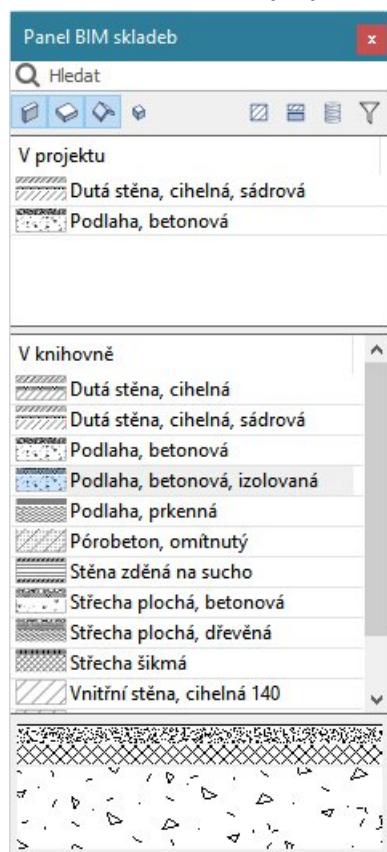 Panel BIM skladeb
x
Hledat
V projektu
Dutá stěna, cihelná, sádrová
Podlaha, betonová
V knihovně
Dutá stěna, cihelná
Dutá stěna, cihelná, sádrová
Podlaha, betonová
Podlaha, betonová, izolovaná
Podlaha, prkenná
Pórobeton, omítnutý
Stěna zděná na sucho
Střecha plochá, betonová
Střecha plochá, dřevěná
Střecha šikmá
Vnitřní stěna, cihelná 140